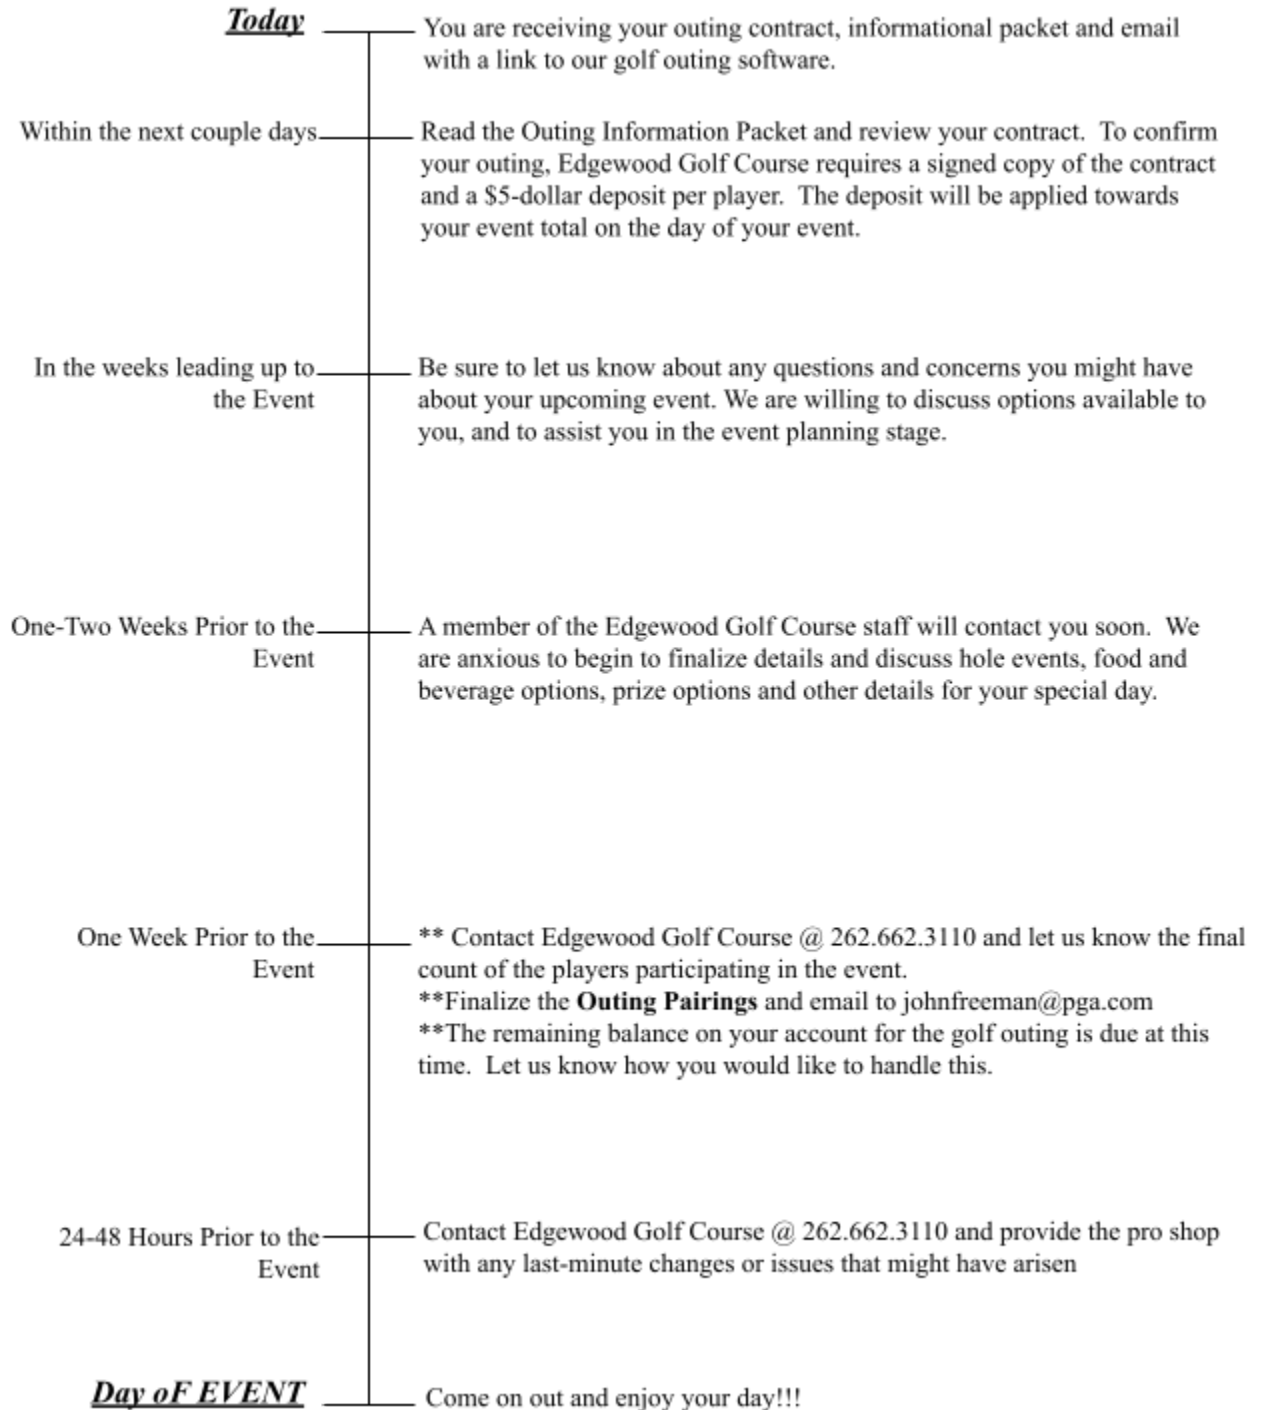 Today
You are receiving your outing contract, informational packet and email
with a link to our golf outing software.
Within the next couple days
Read the Outing Information Packet and review your contract.  To confirm
your outing, Edgewood Golf Course requires a signed copy of the contract
and a $5-dollar deposit per player.  The deposit will be applied towards
your event total on the day of your event.
In the weeks leading up to
the Event
Be sure to let us know about any questions and concerns you might have
about your upcoming event. We are willing to discuss options available to
you, and to assist you in the event planning stage.
One-Two Weeks Prior to the
Event
A member of the Edgewood Golf Course staff will contact you soon.  We
are anxious to begin to finalize details and discuss hole events, food and
beverage options, prize options and other details for your special day.
One Week Prior to the
Event
** Contact Edgewood Golf Course @ 262.662.3110 and let us know the final
count of the players participating in the event.
**Finalize the Outing Pairings and email to johnfreeman@pga.com
**The remaining balance on your account for the golf outing is due at this
time.  Let us know how you would like to handle this.
24-48 Hours Prior to the
Event
Contact Edgewood Golf Course @ 262.662.3110 and provide the pro shop
with any last-minute changes or issues that might have arisen
Day oF EVENT
Come on out and enjoy your day!!!